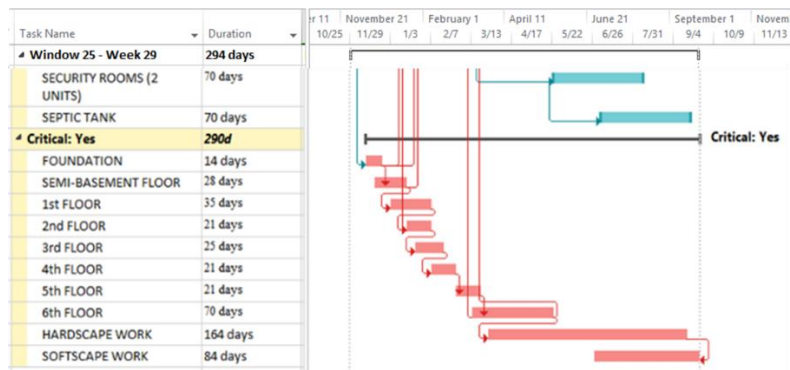 er 11 November 21 February 1 April 11 June 21 September 1 Novem
Task Name Duration 10/25 11/29 1/3 2/7 3/13 4/17 5/22 6/26 7/31 9/4 10/9 11/13
Window 25 - Week 29 294 days
SECURITY ROOMS (2 70 days
UNITS)
SEPTIC TANK 70 days
Critical: Yes 290d Critical: Yes
FOUNDATION 14 days
SEMI-BASEMENT FLOOR 28 days
1st FLOOR 35 days
2nd FLOOR 21 days
3rd FLOOR 25 days
4th FLOOR 21 days
5th FLOOR 21 days
6th FLOOR 70 days
HARDSCAPE WORK 164 days
SOFTSCAPE WORK 84 days